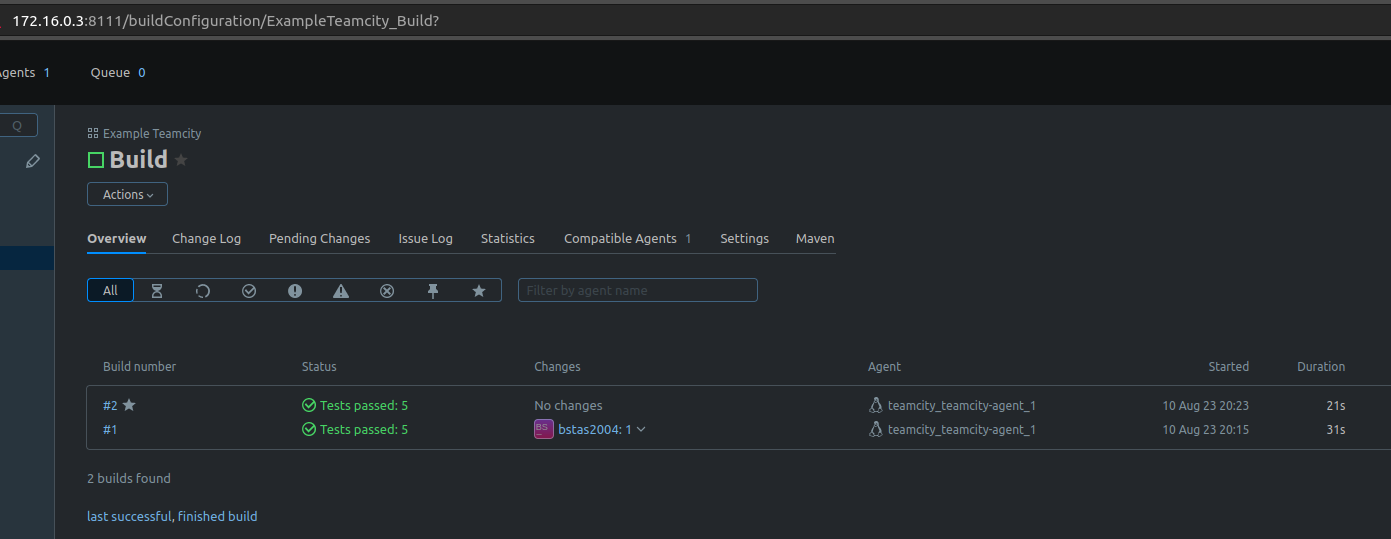 172.16.0.3:8111/buildConfiguration/ExampleTeamcity_Build?
Agents 1 Queue 0
Q
Example Teamcity
Build
Actions
Overview Change Log Pending Changes Issue Log Statistics Compatible Agents 1 Settings Maven
All Filter by agent name
Build number Status Changes Agent Started Duration
#2 Tests passed: 5 No changes teamcity_teamcity-agent_1 10 Aug 23 20:23 21s
#1 Tests passed: 5 BS bstas2004: 1 teamcity_teamcity-agent_1 10 Aug 23 20:15 31s
2 builds found
last successful, finished build